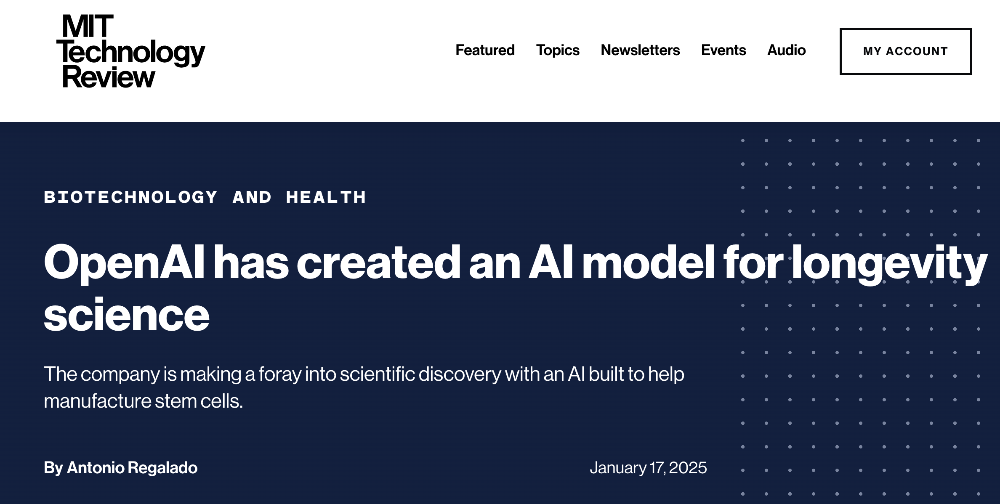 MIT
Technology
Review
Featured Topics Newsletters Events Audio MY ACCOUNT
BIOTECHNOLOGY AND HEALTH
OpenAI has created an AI model for longevity
science
The company is making a foray into scientific discovery with an AI built to help
manufacture stem cells.
By Antonio Regalado January 17, 2025